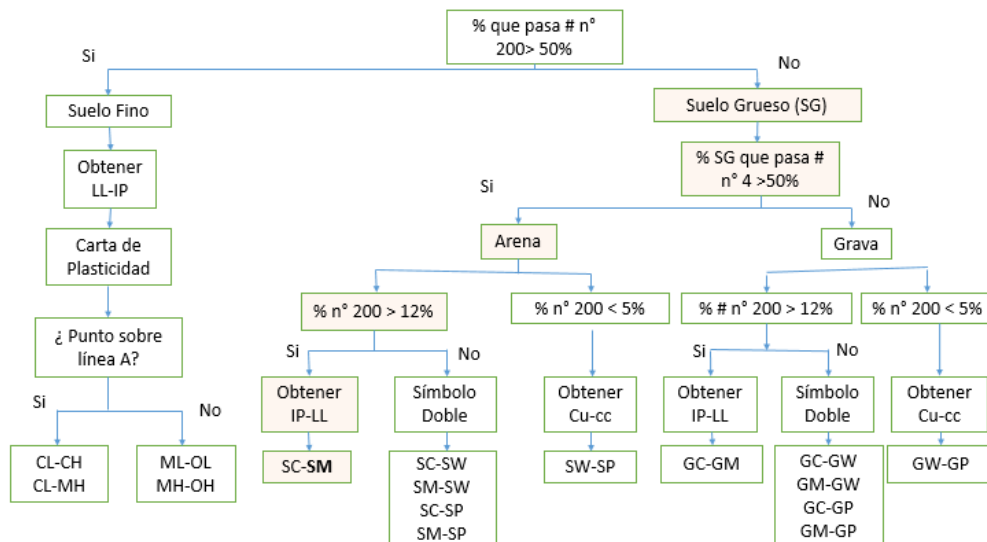 % que pasa # n°
200> 50%
Si
No
Suelo Fino
Suelo Grueso (SG)
Obtener
LL-IP
% SG que pasa #
n° 4 >50%
Si
No
Carta de
Plasticidad
Arena
Grava
% n° 200 > 12%
% n° 200 < 5%
% # n° 200 > 12%
% n° 200 < 5%
¿ Punto sobre
línea A?
Si
No
Si
No
Obtener
IP-LL
Símbolo
Doble
Obtener
Cu-cc
Obtener
IP-LL
Símbolo
Doble
Obtener
Cu-cc
Si
No
CL-CH
CL-MH
ML-OL
MH-OH
SC-SM
SC-SW
SM-SW
SC-SP
SM-SP
SW-SP
GC-GM
GC-GW
GM-GW
GC-GP
GM-GP
GW-GP